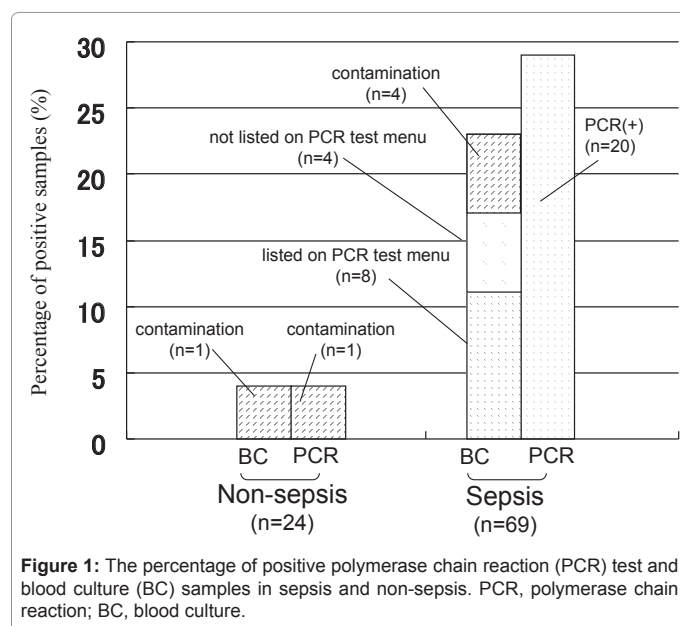 30
25
20
15
10
5
0
Percentage of positive samples (%)
contamination
(n=4)
not listed on PCR test menu
(n=4)
listed on PCR test menu
(n=8)
PCR(+)
(n=20)
contamination
(n=1)
contamination
(n=1)
BC PCR
Non-sepsis
(n=24)
BC PCR
Sepsis
(n=69)
Figure 1: The percentage of positive polymerase chain reaction (PCR) test and
blood culture (BC) samples in sepsis and non-sepsis. PCR, polymerase chain
reaction; BC, blood culture.